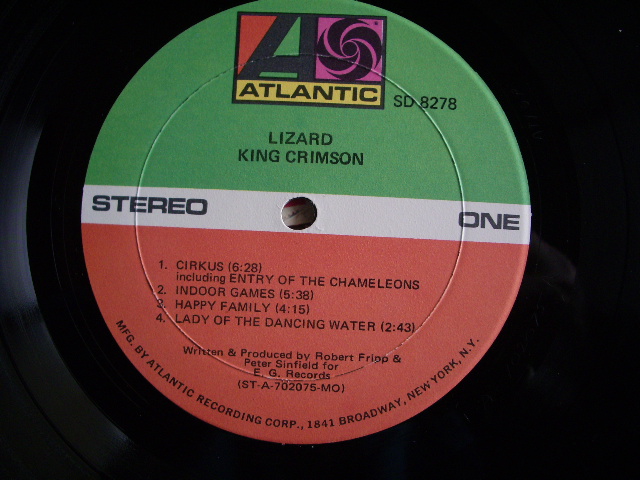 ATLANTIC
SD 8278
LIZARD
KING CRIMSON
STEREO
ONE
1. CIRKUS (6:28)
including ENTRY OF THE CHAMELEONS
2. INDOOR GAMES (5:38)
3. HAPPY FAMILY (4:15)
4. LADY OF THE DANCING WATER (2:43)
Written & Produced by Robert Fripp &
Peter Sinfield for
E. G. Records
(ST-A-702075-MO)
MFG. BY ATLANTIC RECORDING CORP., 1841 BROADWAY, NEW YORK, N.Y.